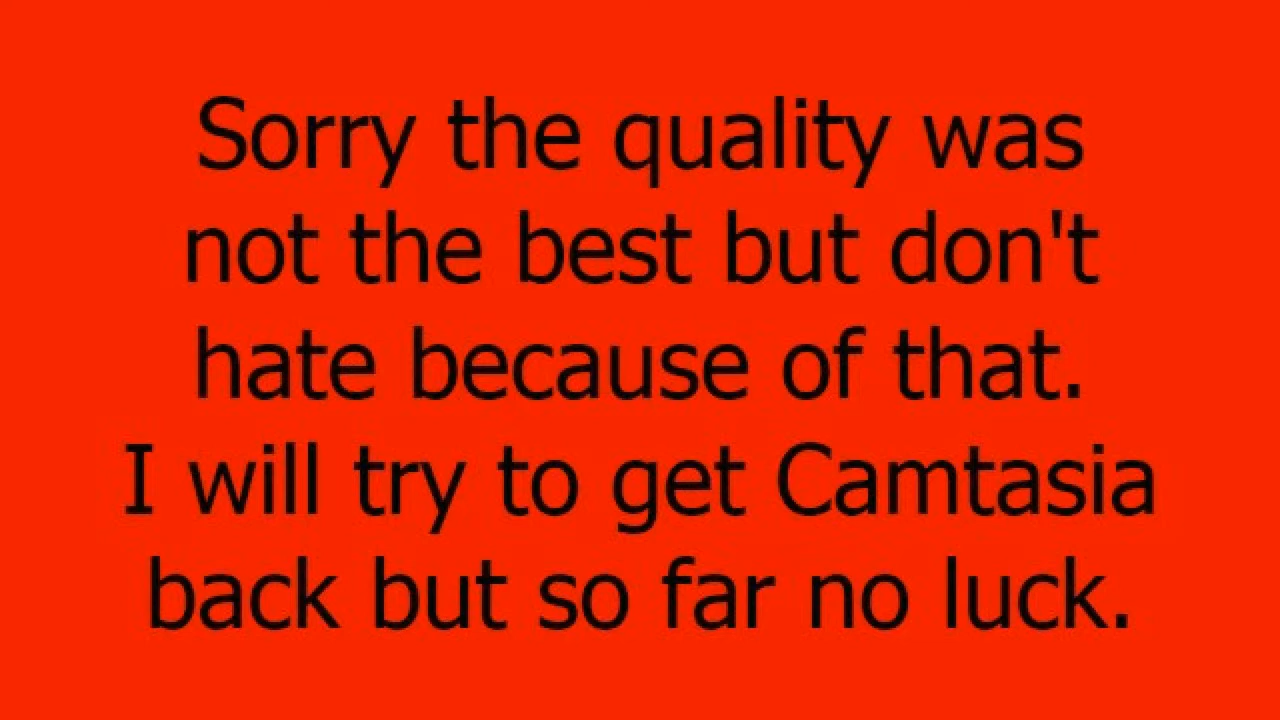 Sorry the quality was
not the best but don't
hate because of that.
I will try to get Camtasia
back but so far no luck.